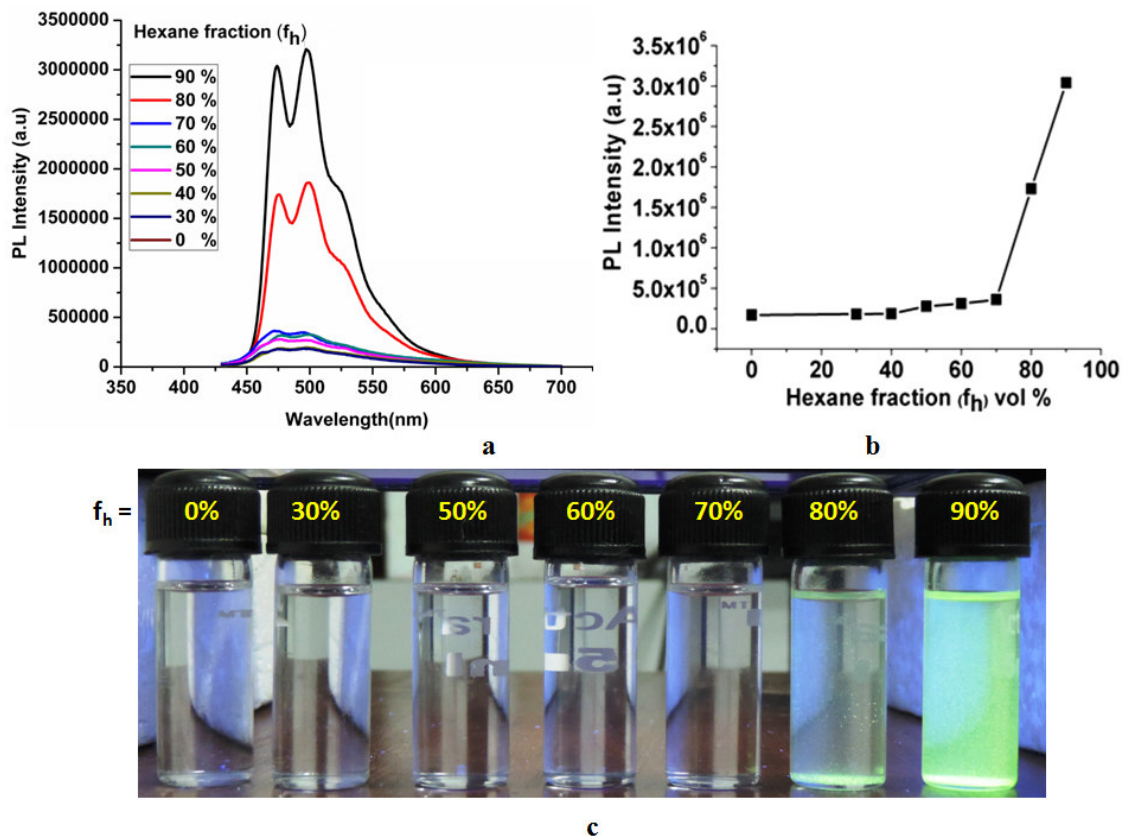 3500000
3000000
2500000
2000000
1500000
1000000
500000
0
PL Intensity (a.u)
Hexane fraction (fh)
90 %
80 %
70 %
60 %
50 %
40 %
30 %
0 %
350 400 450 500 550 600 650 700
Wavelength(nm)
a
3.5x10⁶
3.0x10⁶
2.5x10⁶
2.0x10⁶
1.5x10⁶
1.0x10⁶
5.0x10⁵
0.0
PL Intensity (a.u)
0 20 40 60 80 100
Hexane fraction (fh) vol %
b
fh = 0% 30% 50% 60% 70% 80% 90%
c